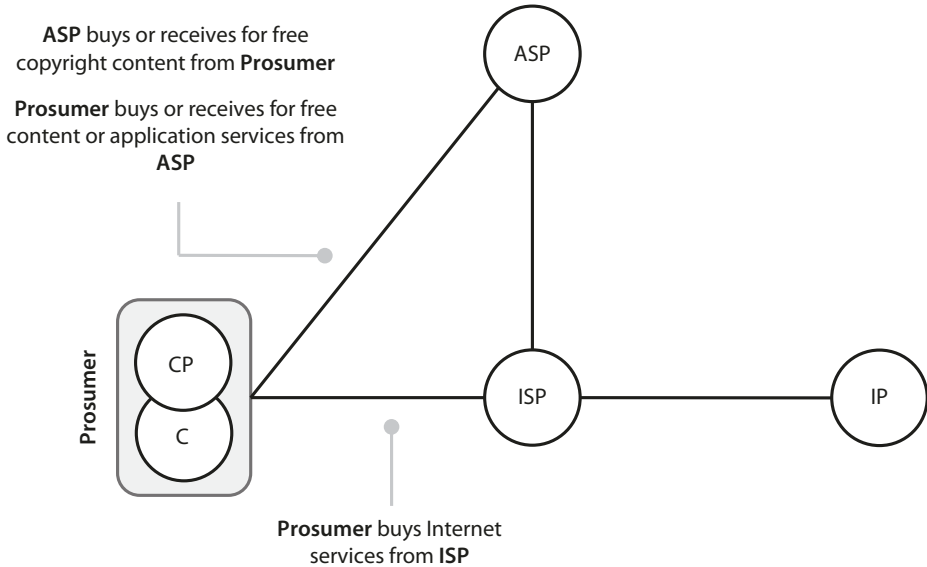 ASP buys or receives for free
copyright content from Prosumer
Prosumer buys or receives for free
content or application services from
ASP
ASP
Prosumer
CP
C
ISP
IP
Prosumer buys Internet
services from ISP